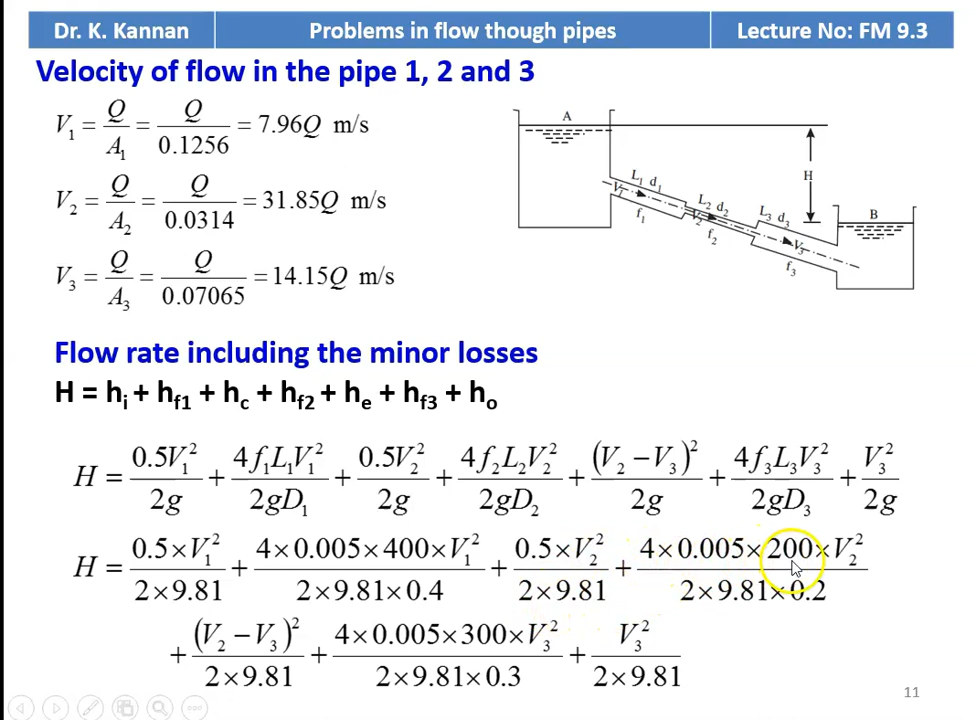 Dr. K. Kannan Problems in flow though pipes Lecture No: FM 9.3
Velocity of flow in the pipe 1, 2 and 3
V₁ = Q/A₁ = Q/0.1256 = 7.96Q m/s
V₂ = Q/A₂ = Q/0.0314 = 31.85Q m/s
V₃ = Q/A₃ = Q/0.07065 = 14.15Q m/s
A
H
B
L₁ d₁
V₁
f₁
L₂ d₂
V₂
f₂
L₃ d₃
V₃
f₃
Flow rate including the minor losses
H = hᵢ + h_f1 + h_c + h_f2 + h_e + h_f3 + h_o
H = 0.5V₁²/2g + 4f₁L₁V₁²/2gD₁ + 0.5V₂²/2g + 4f₂L₂V₂²/2gD₂ + (V₂ − V₃)²/2g + 4f₃L₃V₃²/2gD₃ + V₃²/2g
H = 0.5×V₁²/2×9.81 + 4×0.005×400×V₁²/2×9.81×0.4 + 0.5×V₂²/2×9.81 + 4×0.005×200×V₂²/2×9.81×0.2
+ (V₂ − V₃)²/2×9.81 + 4×0.005×300×V₃²/2×9.81×0.3 + V₃²/2×9.81
11